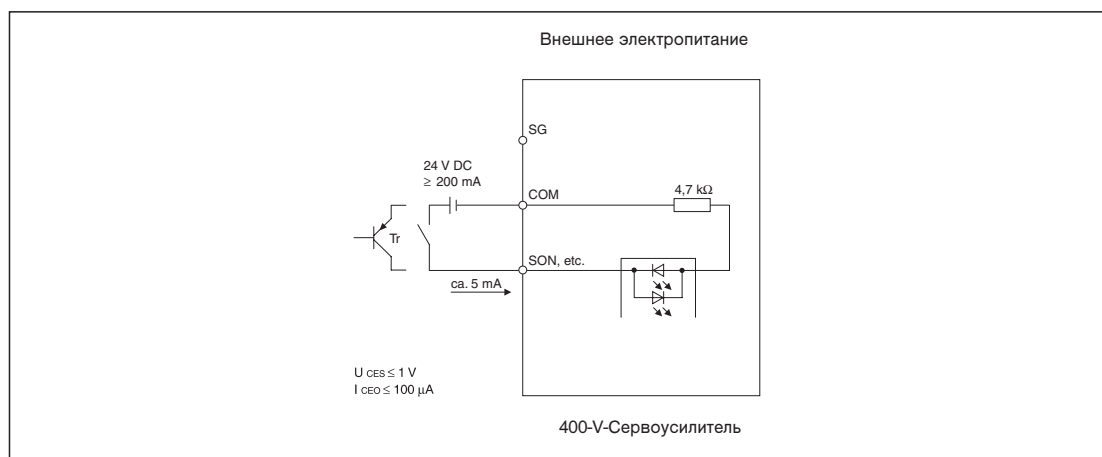 Внешнее электропитание
SG
24 V DC
≥ 200 mA
COM
4,7 kΩ
Tr
SON, etc.
ca. 5 mA
U CES ≤ 1 V
I CEO ≤ 100 μA
400-V-Сервоусилитель